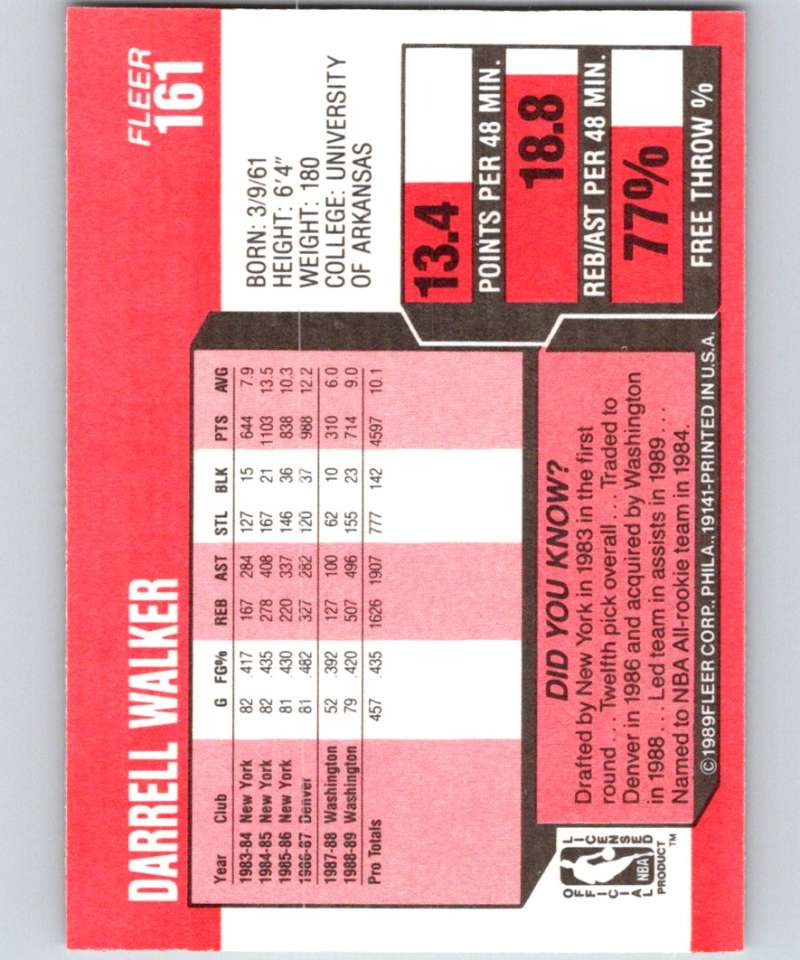 DARRELL WALKER
FLEER
161
Year Club G FG% REB AST STL BLK PTS AVG
1983-84 New York 82 .417 167 284 127 15 644 7.9
1984-85 New York 82 .435 278 408 167 21 1103 13.5
1985-86 New York 81 .430 220 337 146 36 838 10.3
1986-87 Denver 81 .482 327 282 120 37 988 12.2
1987-88 Washington 52 .392 127 100 62 10 310 6.0
1988-89 Washington 79 .420 507 496 155 23 714 9.0
Pro Totals 457 .435 1626 1907 777 142 4597 10.1
BORN: 3/9/61
HEIGHT: 6'4"
WEIGHT: 180
COLLEGE: UNIVERSITY
OF ARKANSAS
13.4
POINTS PER 48 MIN.
18.8
REB/AST PER 48 MIN.
77%
FREE THROW %
DID YOU KNOW?
Drafted by New York in 1983 in the first
round... Twelfth pick overall... Traded to
Denver in 1986 and acquired by Washington
in 1988... Led team in assists in 1989...
Named to NBA All-rookie team in 1984.
OFFICIAL
LICENSED
NBA
PRODUCT™
©1989FLEER CORP., PHILA., 19141-PRINTED IN U.S.A.